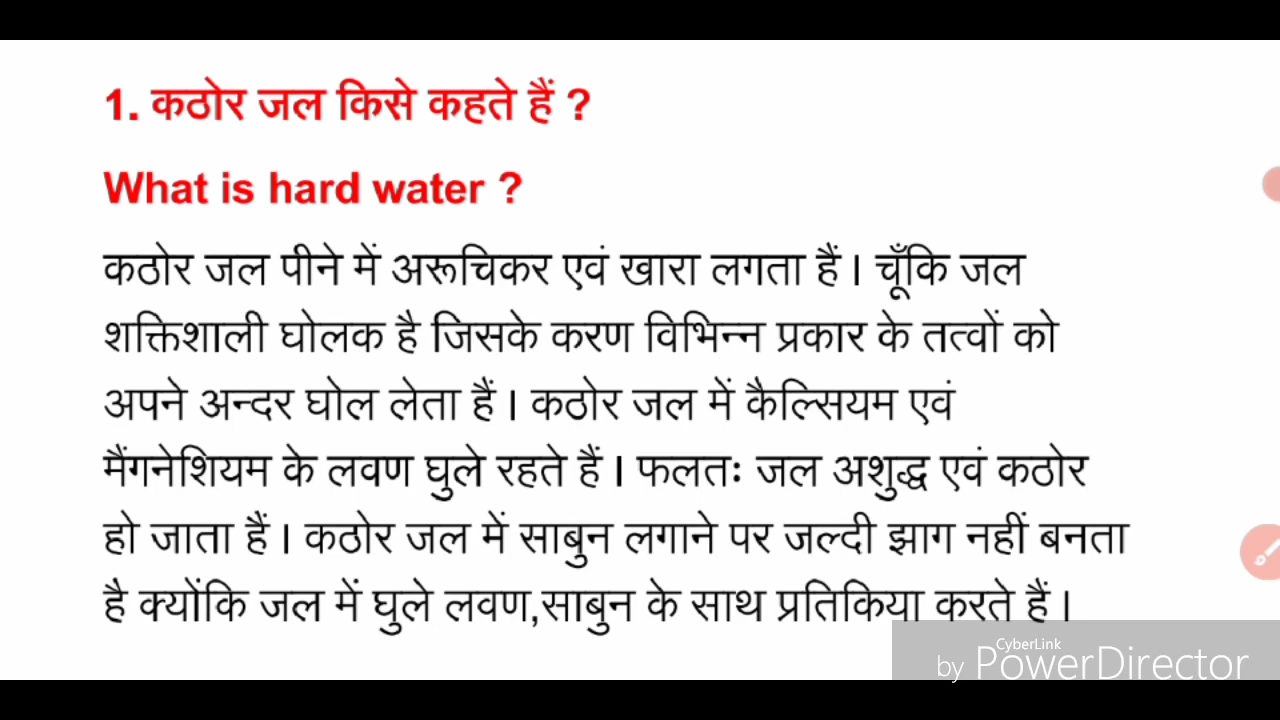 1. कठोर जल किसे कहते हैं ?
What is hard water ?
कठोर जल पीने में अरूचिकर एवं खारा लगता हैं । चूँकि जल
शक्तिशाली घोलक है जिसके करण विभिन्न प्रकार के तत्वों को
अपने अन्दर घोल लेता हैं । कठोर जल में कैल्सियम एवं
मैंगनेशियम के लवण घुले रहते हैं । फलतः जल अशुद्ध एवं कठोर
हो जाता हैं । कठोर जल में साबुन लगाने पर जल्दी झाग नहीं बनता
है क्योंकि जल में घुले लवण,साबुन के साथ प्रतिकिया करते हैं ।
CyberLink
by PowerDirector